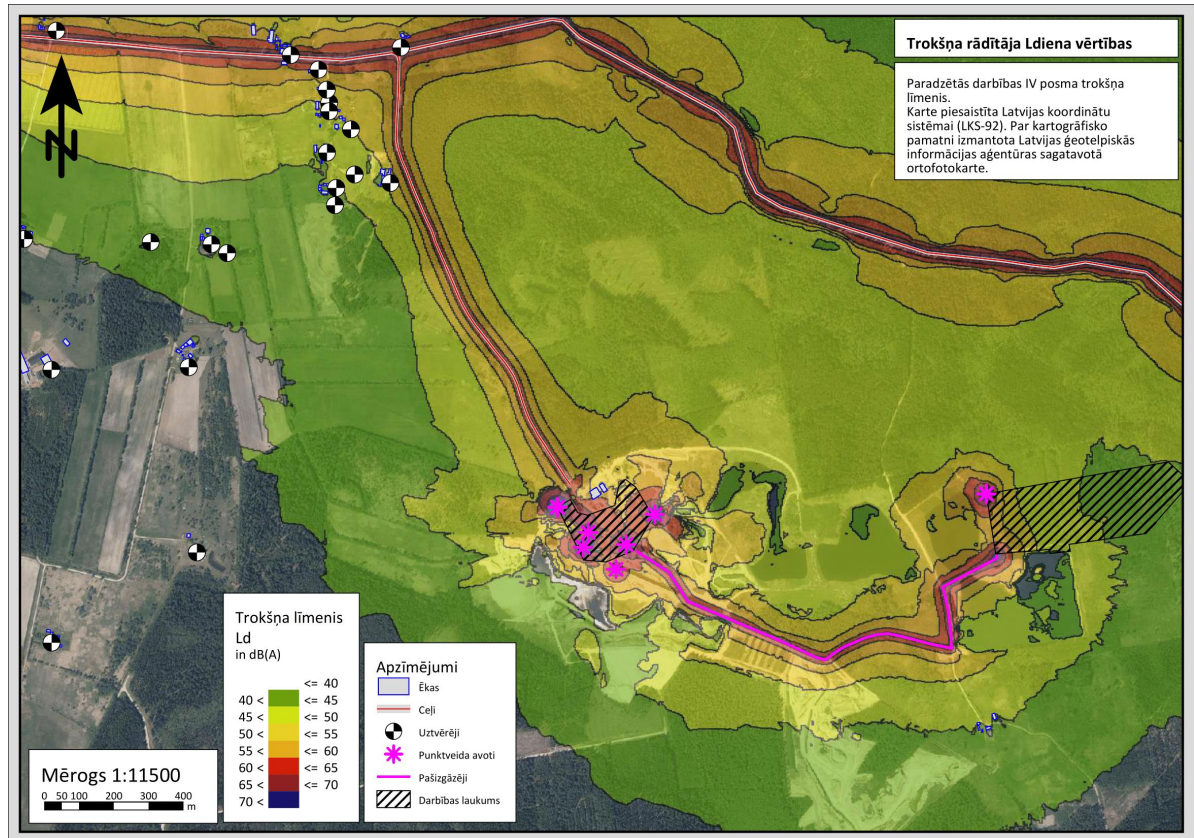 Trokšņa rādītāja Ldiena vērtības
Paradzētās darbības IV posma trokšņa
līmenis.
Karte piesaistīta Latvijas koordinātu
sistēmai (LKS-92). Par kartogrāfisko
pamatni izmantota Latvijas ģeotelpiskās
informācijas aģentūras sagatavotā
ortofotokarte.
N
Trokšņa līmenis
Ld
in dB(A)
<= 40
40 < <= 45
45 < <= 50
50 < <= 55
55 < <= 60
60 < <= 65
65 < <= 70
70 <
Apzīmējumi
Ēkas
Ceļi
Uztvērēji
Punktveida avoti
Pašizgāzēji
Darbības laukums
Mērogs 1:11500
0 50 100 200 300 400
m